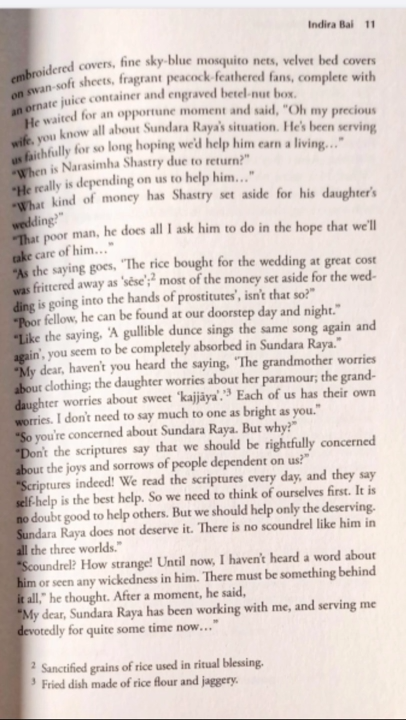 Indira Bai 11
embroidered covers, fine sky-blue mosquito nets, velvet bed covers
on swan-soft sheets, fragrant peacock-feathered fans, complete with
an ornate juice container and engraved betel-nut box.
He waited for an opportune moment and said, "Oh my precious
wife, you know all about Sundara Raya's situation. He's been serving
us faithfully for so long hoping we'd help him earn a living…"
"When is Narasimha Shastry due to return?"
"He really is depending on us to help him…"
"What kind of money has Shastry set aside for his daughter's
wedding?"
"That poor man, he does all I ask him to do in the hope that we'll
take care of him…"
"As the saying goes, 'The rice bought for the wedding at great cost
was frittered away as 'sēse';² most of the money set aside for the wed-
ding is going into the hands of prostitutes', isn't that so?"
"Poor fellow, he can be found at our doorstep day and night."
"Like the saying, 'A gullible dunce sings the same song again and
again', you seem to be completely absorbed in Sundara Raya."
"My dear, haven't you heard the saying, 'The grandmother worries
about clothing; the daughter worries about her paramour; the grand-
daughter worries about sweet 'kajjāya'.'³ Each of us has their own
worries. I don't need to say much to one as bright as you."
"So you're concerned about Sundara Raya. But why?"
"Don't the scriptures say that we should be rightfully concerned
about the joys and sorrows of people dependent on us?"
"Scriptures indeed! We read the scriptures every day, and they say
self-help is the best help. So we need to think of ourselves first. It is
no doubt good to help others. But we should help only the deserving.
Sundara Raya does not deserve it. There is no scoundrel like him in
all the three worlds."
"Scoundrel? How strange! Until now, I haven't heard a word about
him or seen any wickedness in him. There must be something behind
it all," he thought. After a moment, he said,
"My dear, Sundara Raya has been working with me, and serving me
devotedly for quite some time now…"
² Sanctified grains of rice used in ritual blessing.
³ Fried dish made of rice flour and jaggery.